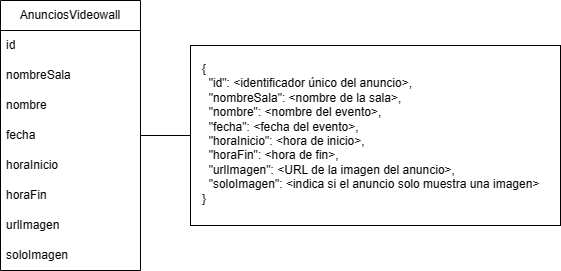 AnunciosVideowall
id
nombreSala
nombre
fecha
horaInicio
horaFin
urlImagen
soloImagen
{
"id": <identificador único del anuncio>,
"nombreSala": <nombre de la sala>,
"nombre": <nombre del evento>,
"fecha": <fecha del evento>,
"horaInicio": <hora de inicio>,
"horaFin": <hora de fin>,
"urlImagen": <URL de la imagen del anuncio>,
"soloImagen": <indica si el anuncio solo muestra una imagen>
}